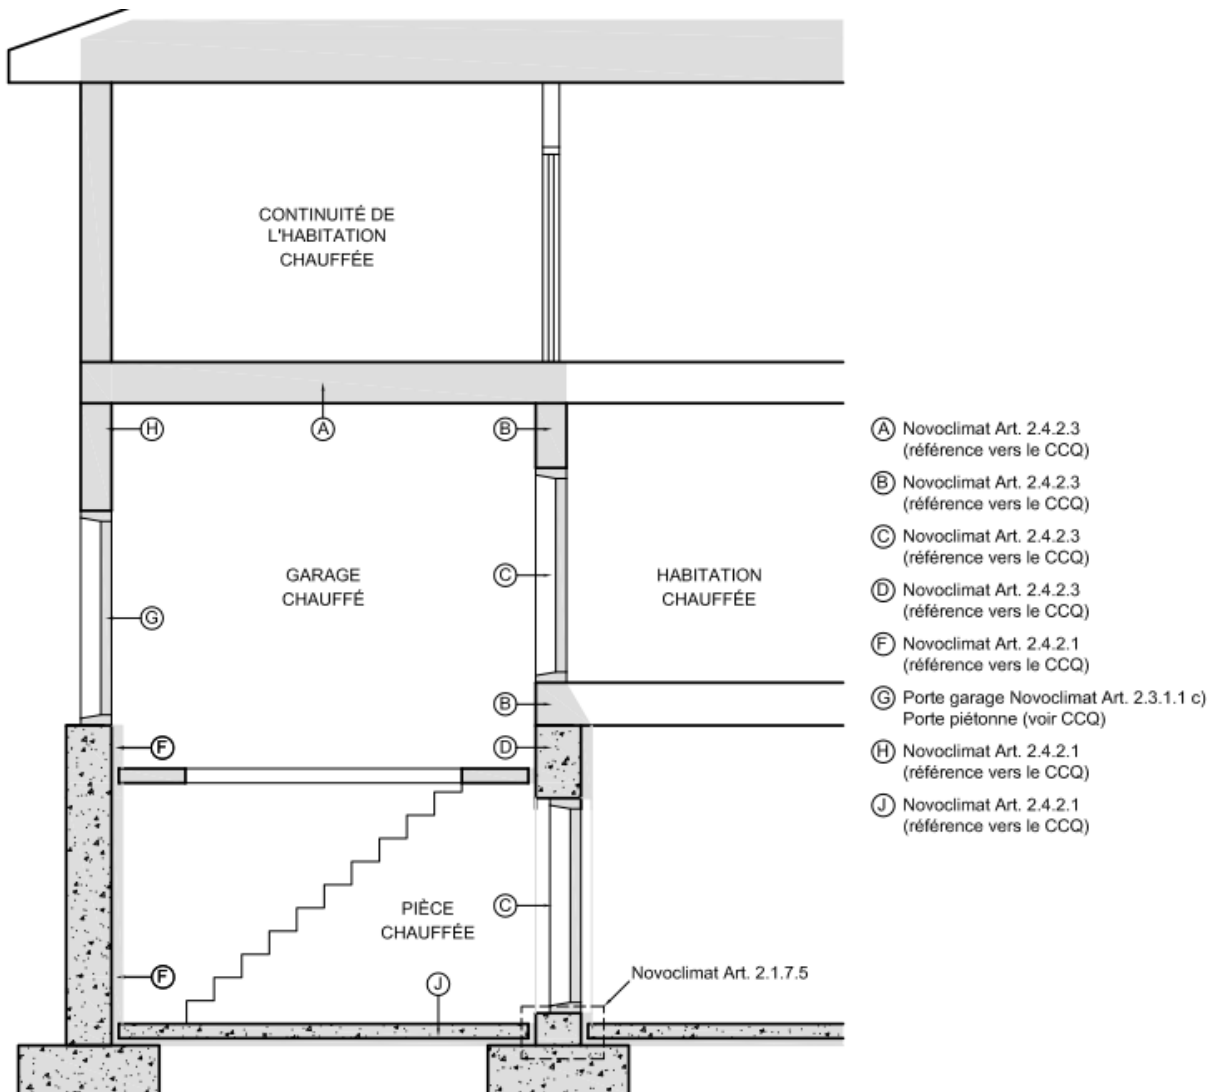 CONTINUITÉ DE
L'HABITATION
CHAUFFÉE
H
A
B
GARAGE
CHAUFFÉ
C
HABITATION
CHAUFFÉE
G
B
F
D
PIÈCE
CHAUFFÉE
C
F
J
Novoclimat Art. 2.1.7.5
A Novoclimat Art. 2.4.2.3
(référence vers le CCQ)
B Novoclimat Art. 2.4.2.3
(référence vers le CCQ)
C Novoclimat Art. 2.4.2.3
(référence vers le CCQ)
D Novoclimat Art. 2.4.2.3
(référence vers le CCQ)
F Novoclimat Art. 2.4.2.1
(référence vers le CCQ)
G Porte garage Novoclimat Art. 2.3.1.1 c)
Porte piétonne (voir CCQ)
H Novoclimat Art. 2.4.2.1
(référence vers le CCQ)
J Novoclimat Art. 2.4.2.1
(référence vers le CCQ)